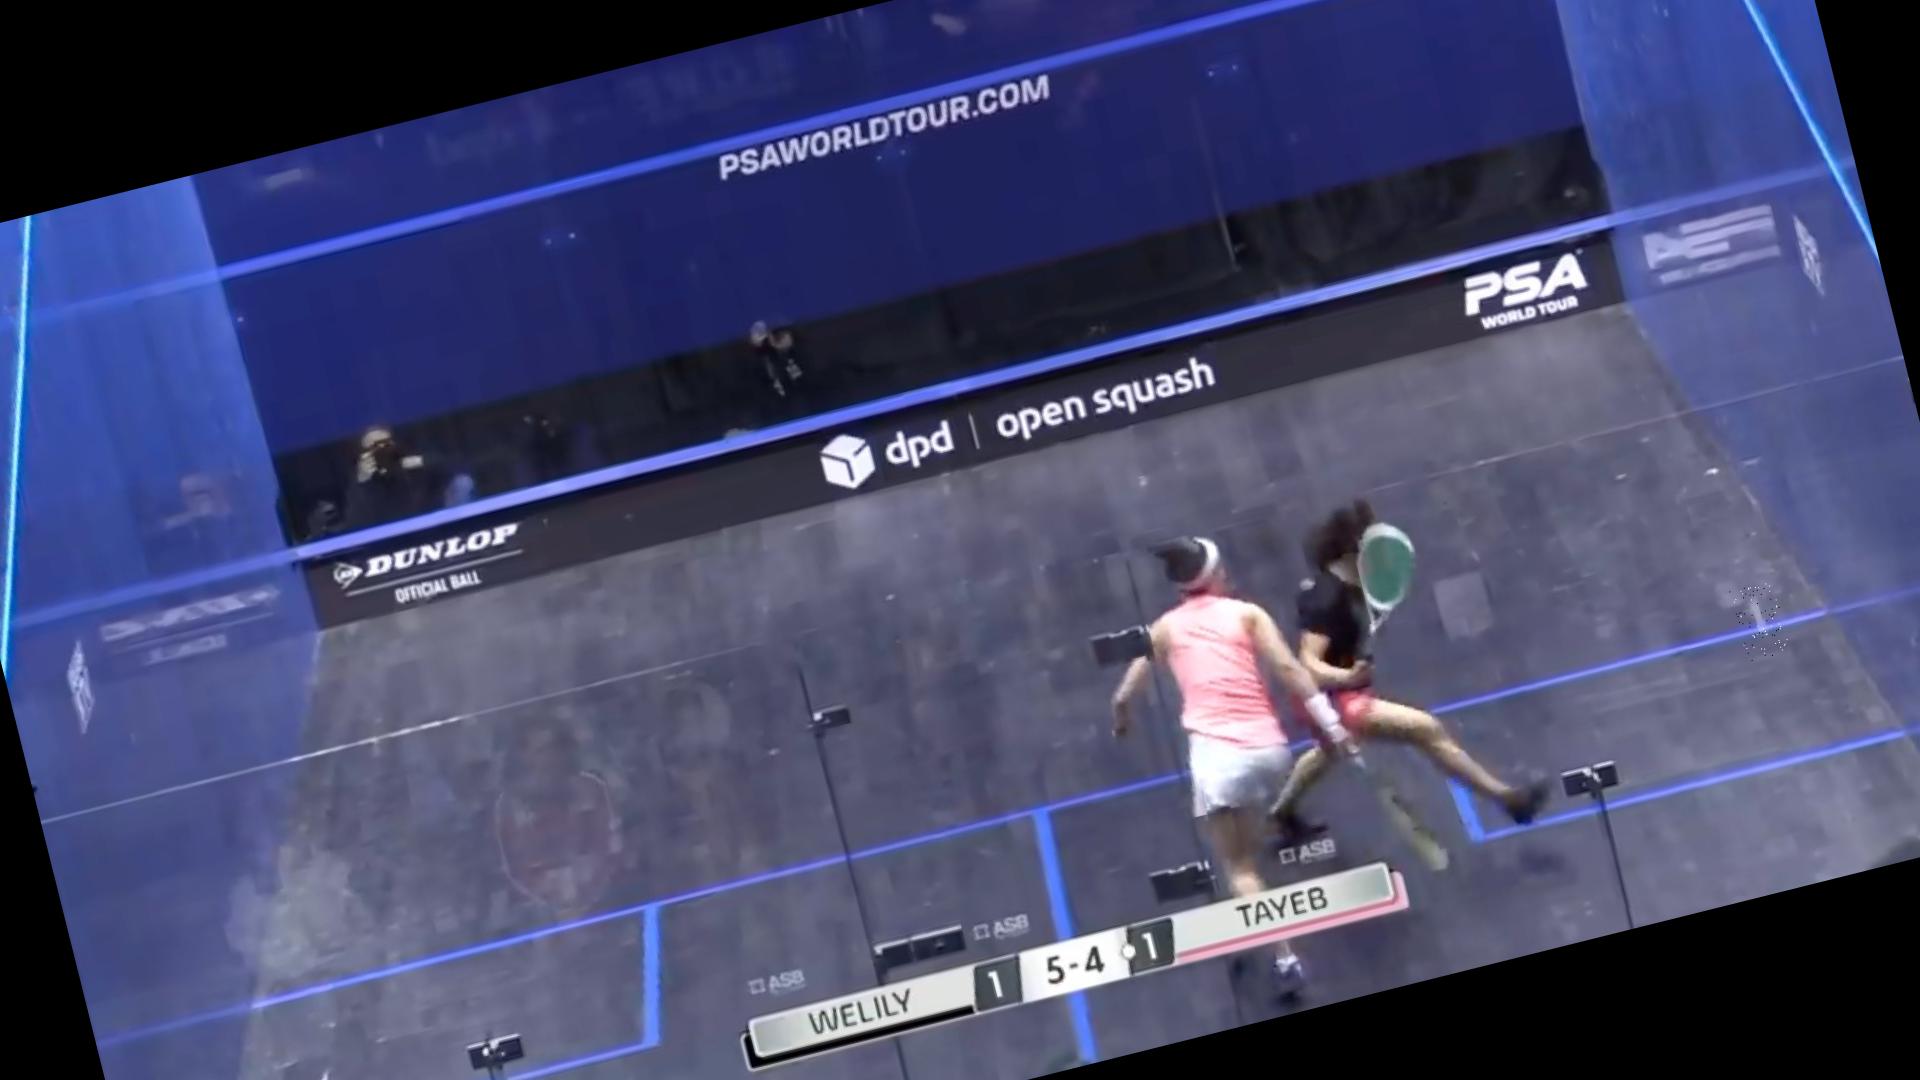 PSAWORLDTOUR.COM
PSA
WORLD TOUR
dpd | open squash
DUNLOP
OFFICIAL BALL
ASB
ASB
ASB
WELILY 1 5-4 1 TAYEB